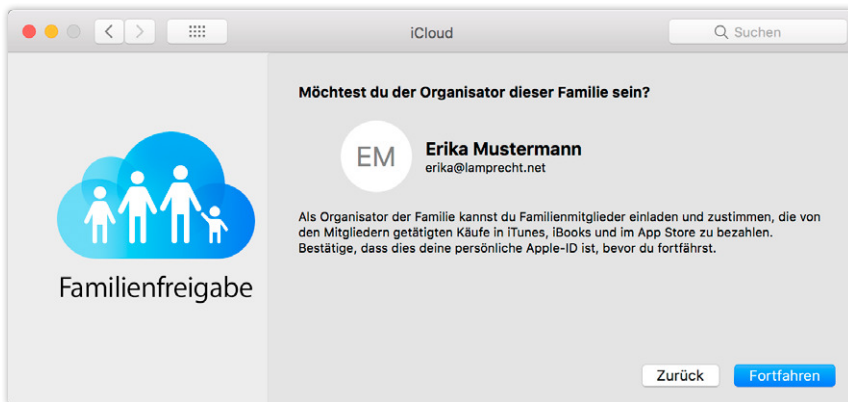 iCloud
Suchen
Möchtest du der Organisator dieser Familie sein?
EM
Erika Mustermann
erika@lamprecht.net
Als Organisator der Familie kannst du Familienmitglieder einladen und zustimmen, die von
den Mitgliedern getätigten Käufe in iTunes, iBooks und im App Store zu bezahlen.
Bestätige, dass dies deine persönliche Apple-ID ist, bevor du fortfährst.
Familienfreigabe
Zurück
Fortfahren